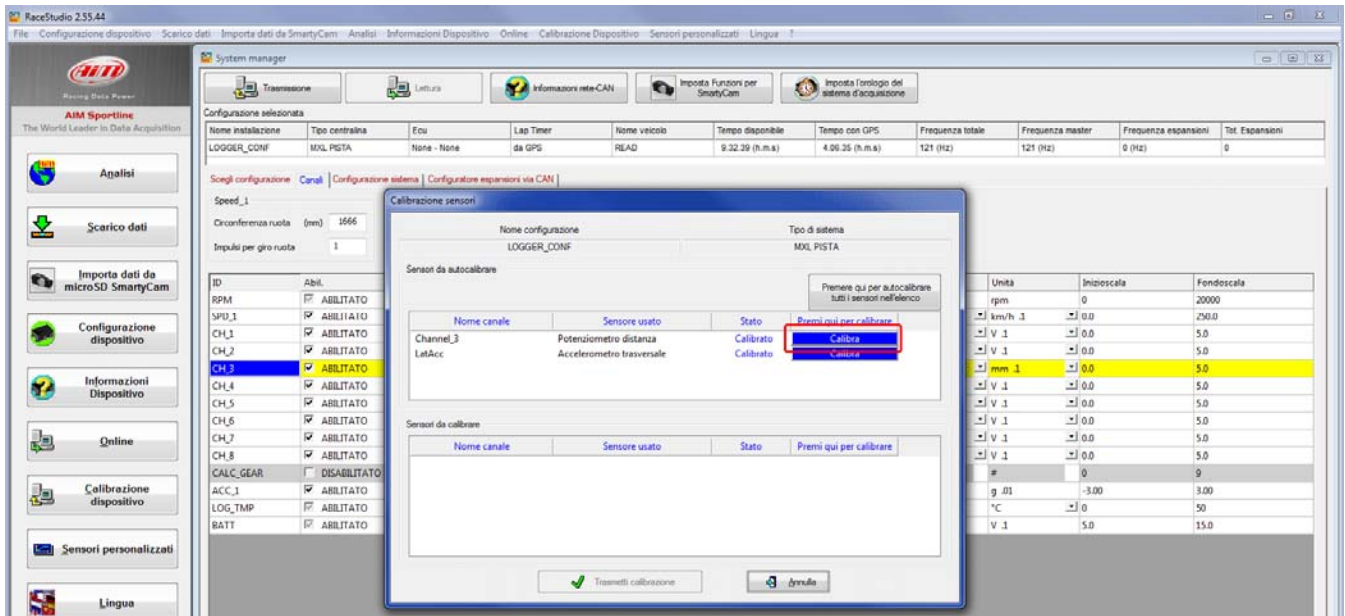 RaceStudio 2.55.44
File Configurazione dispositivo Scarico dati Importa dati da SmartyCam Analisi Informazioni Dispositivo Online Calibrazione Dispositivo Sensori personalizzati Lingue ?
AiM
Racing Data Power
AIM Sportline
The World Leader in Data Acquisition
Analisi
Scarico dati
Importa dati da
microSD SmartyCam
Configurazione
dispositivo
Informazioni
Dispositivo
Online
Calibrazione
dispositivo
Sensori personalizzati
Lingua
System manager
Trasmissione Lettura Informazioni rete-CAN Imposta Funzioni per SmartyCam Imposta l'orologio del sistema d'acquisizione
Configurazione selezionata
Nome installazione Tipo centralina Ecu Lap Timer Nome veicolo Tempo disponibile Tempo con GPS Frequenza totale Frequenza master Frequenza espansioni Tot. Espansioni
LOGGER_CONF MXL PISTA None - None da GPS READ 9.32.39 (h.m.s) 4.06.35 (h.m.s) 121 (Hz) 121 (Hz) 0 (Hz) 0
Scegli configurazione Canali Configurazione sistema Configuratore espansioni via CAN
Speed_1
Circonferenza ruota (mm) 1666
Impulsi per giro ruota 1
ID Abil. Unità Inizioscala Fondoscala
RPM ABILITATO rpm 0 20000
SPD_1 ABILITATO km/h .1 0.0 250.0
CH_1 ABILITATO V .1 0.0 5.0
CH_2 ABILITATO V .1 0.0 5.0
CH_3 ABILITATO mm .1 0.0 5.0
CH_4 ABILITATO V .1 0.0 5.0
CH_5 ABILITATO V .1 0.0 5.0
CH_6 ABILITATO V .1 0.0 5.0
CH_7 ABILITATO V .1 0.0 5.0
CH_8 ABILITATO V .1 0.0 5.0
CALC_GEAR DISABILITATO # 0 9
ACC_1 ABILITATO g .01 -3.00 3.00
LOG_TMP ABILITATO °C 0 50
BATT ABILITATO V .1 5.0 15.0
Calibrazione sensori
Nome configurazione Tipo di sistema
LOGGER_CONF MXL PISTA
Sensori da autocalibrare
Premere qui per autocalibrare
tutti i sensori nell'elenco
Nome canale Sensore usato Stato Premi qui per calibrare
Channel_3 Potenziometro distanza Calibrato Calibra
LatAcc Accelerometro trasversale Calibrato Calibra
Sensori da calibrare
Nome canale Sensore usato Stato Premi qui per calibrare
Trasmetti calibrazione Annulla